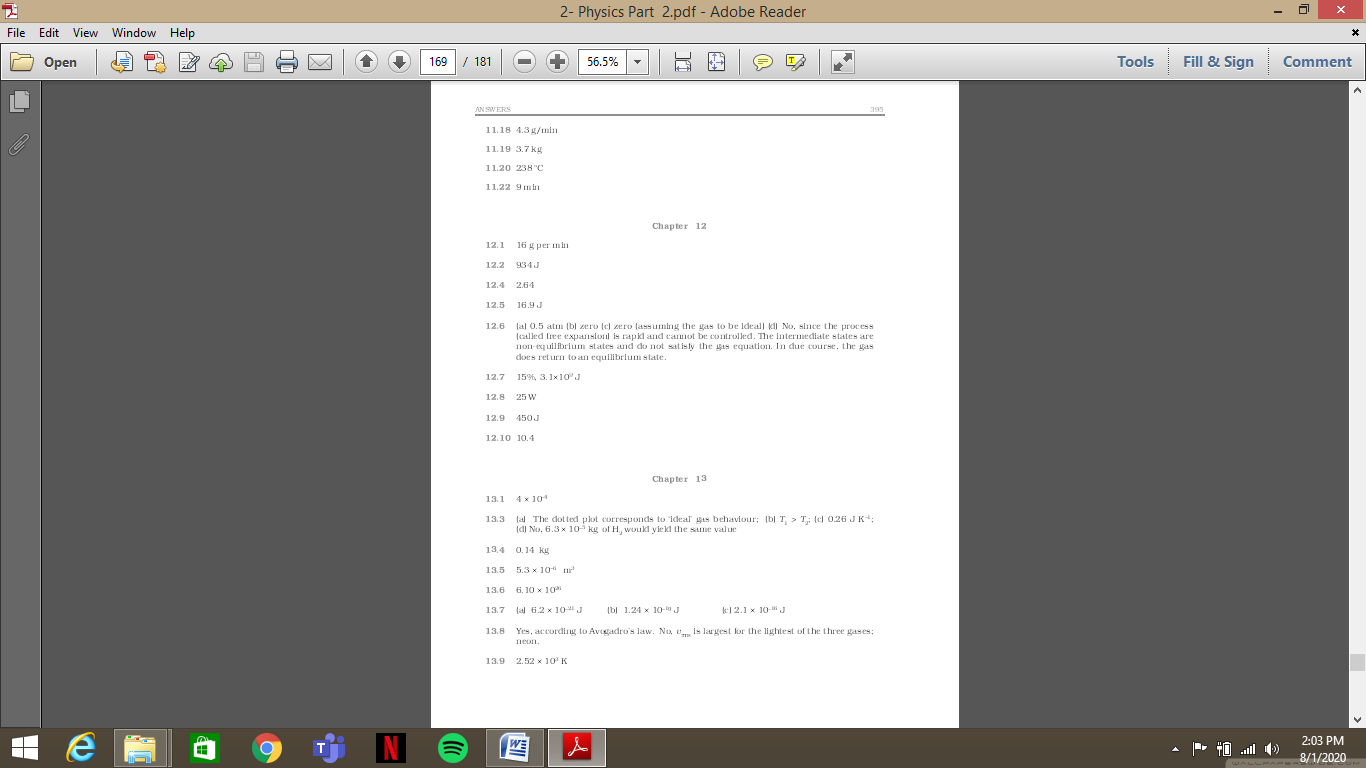 2- Physics Part 2.pdf - Adobe Reader
File Edit View Window Help
Open 169 / 181 56.5% Tools Fill & Sign Comment
ANSWERS 395
11.18 4.3 g/min
11.19 3.7 kg
11.20 238 °C
11.22 9 min
Chapter 12
12.1 16 g per min
12.2 934 J
12.4 2.64
12.5 16.9 J
12.6 (a) 0.5 atm (b) zero (c) zero (assuming the gas to be ideal) (d) No, since the process
(called free expansion) is rapid and cannot be controlled. The intermediate states are
non-equilibrium states and do not satisfy the gas equation. In due course, the gas
does return to an equilibrium state.
12.7 15%, 3.1×10⁹ J
12.8 25 W
12.9 450 J
12.10 10.4
Chapter 13
13.1 4 × 10⁻⁴
13.3 (a) The dotted plot corresponds to 'ideal' gas behaviour; (b) T₁ > T₂; (c) 0.26 J K⁻¹;
(d) No, 6.3 × 10⁻⁵ kg of H₂ would yield the same value
13.4 0.14 kg
13.5 5.3 × 10⁻⁶ m³
13.6 6.10 × 10²⁶
13.7 (a) 6.2 × 10⁻²¹ J (b) 1.24 × 10⁻¹⁹ J (c) 2.1 × 10⁻¹⁶ J
13.8 Yes, according to Avogadro's law. No, vᵣₘₛ is largest for the lightest of the three gases;
neon.
13.9 2.52 × 10³ K
2:03 PM
8/1/2020